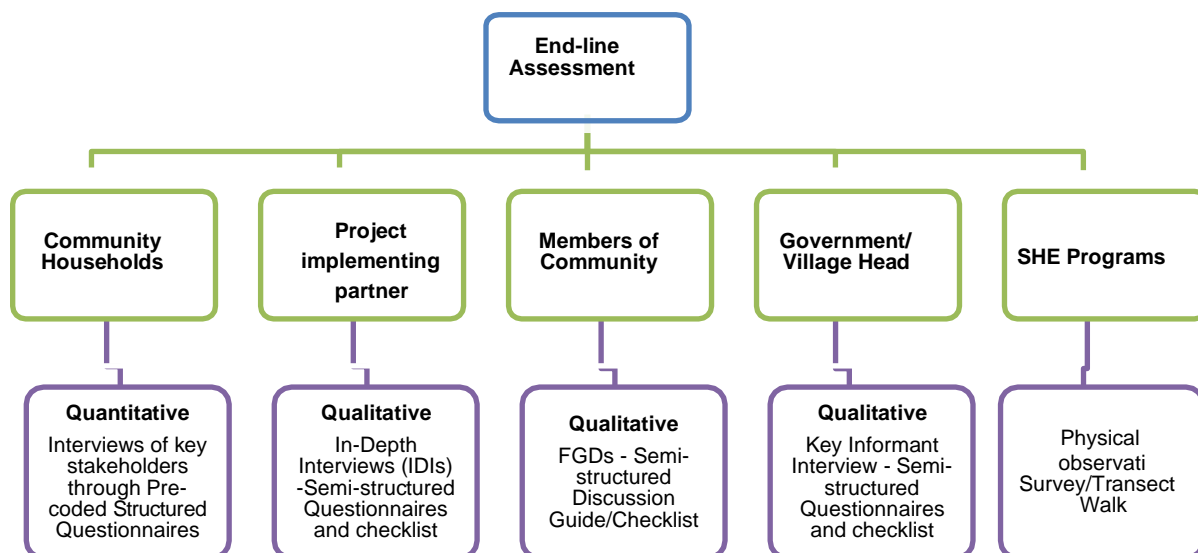 End-line
Assessment
Community
Households
Project
implementing
partner
Members of
Community
Government/
Village Head
SHE Programs
Quantitative
Interviews of key
stakeholders
through Pre-
coded Structured
Questionnaires
Qualitative
In-Depth
Interviews (IDIs)
-Semi-structured
Questionnaires
and checklist
Qualitative
FGDs - Semi-
structured
Discussion
Guide/Checklist
Qualitative
Key Informant
Interview - Semi-
structured
Questionnaires
and checklist
Physical
observati
Survey/Transect
Walk